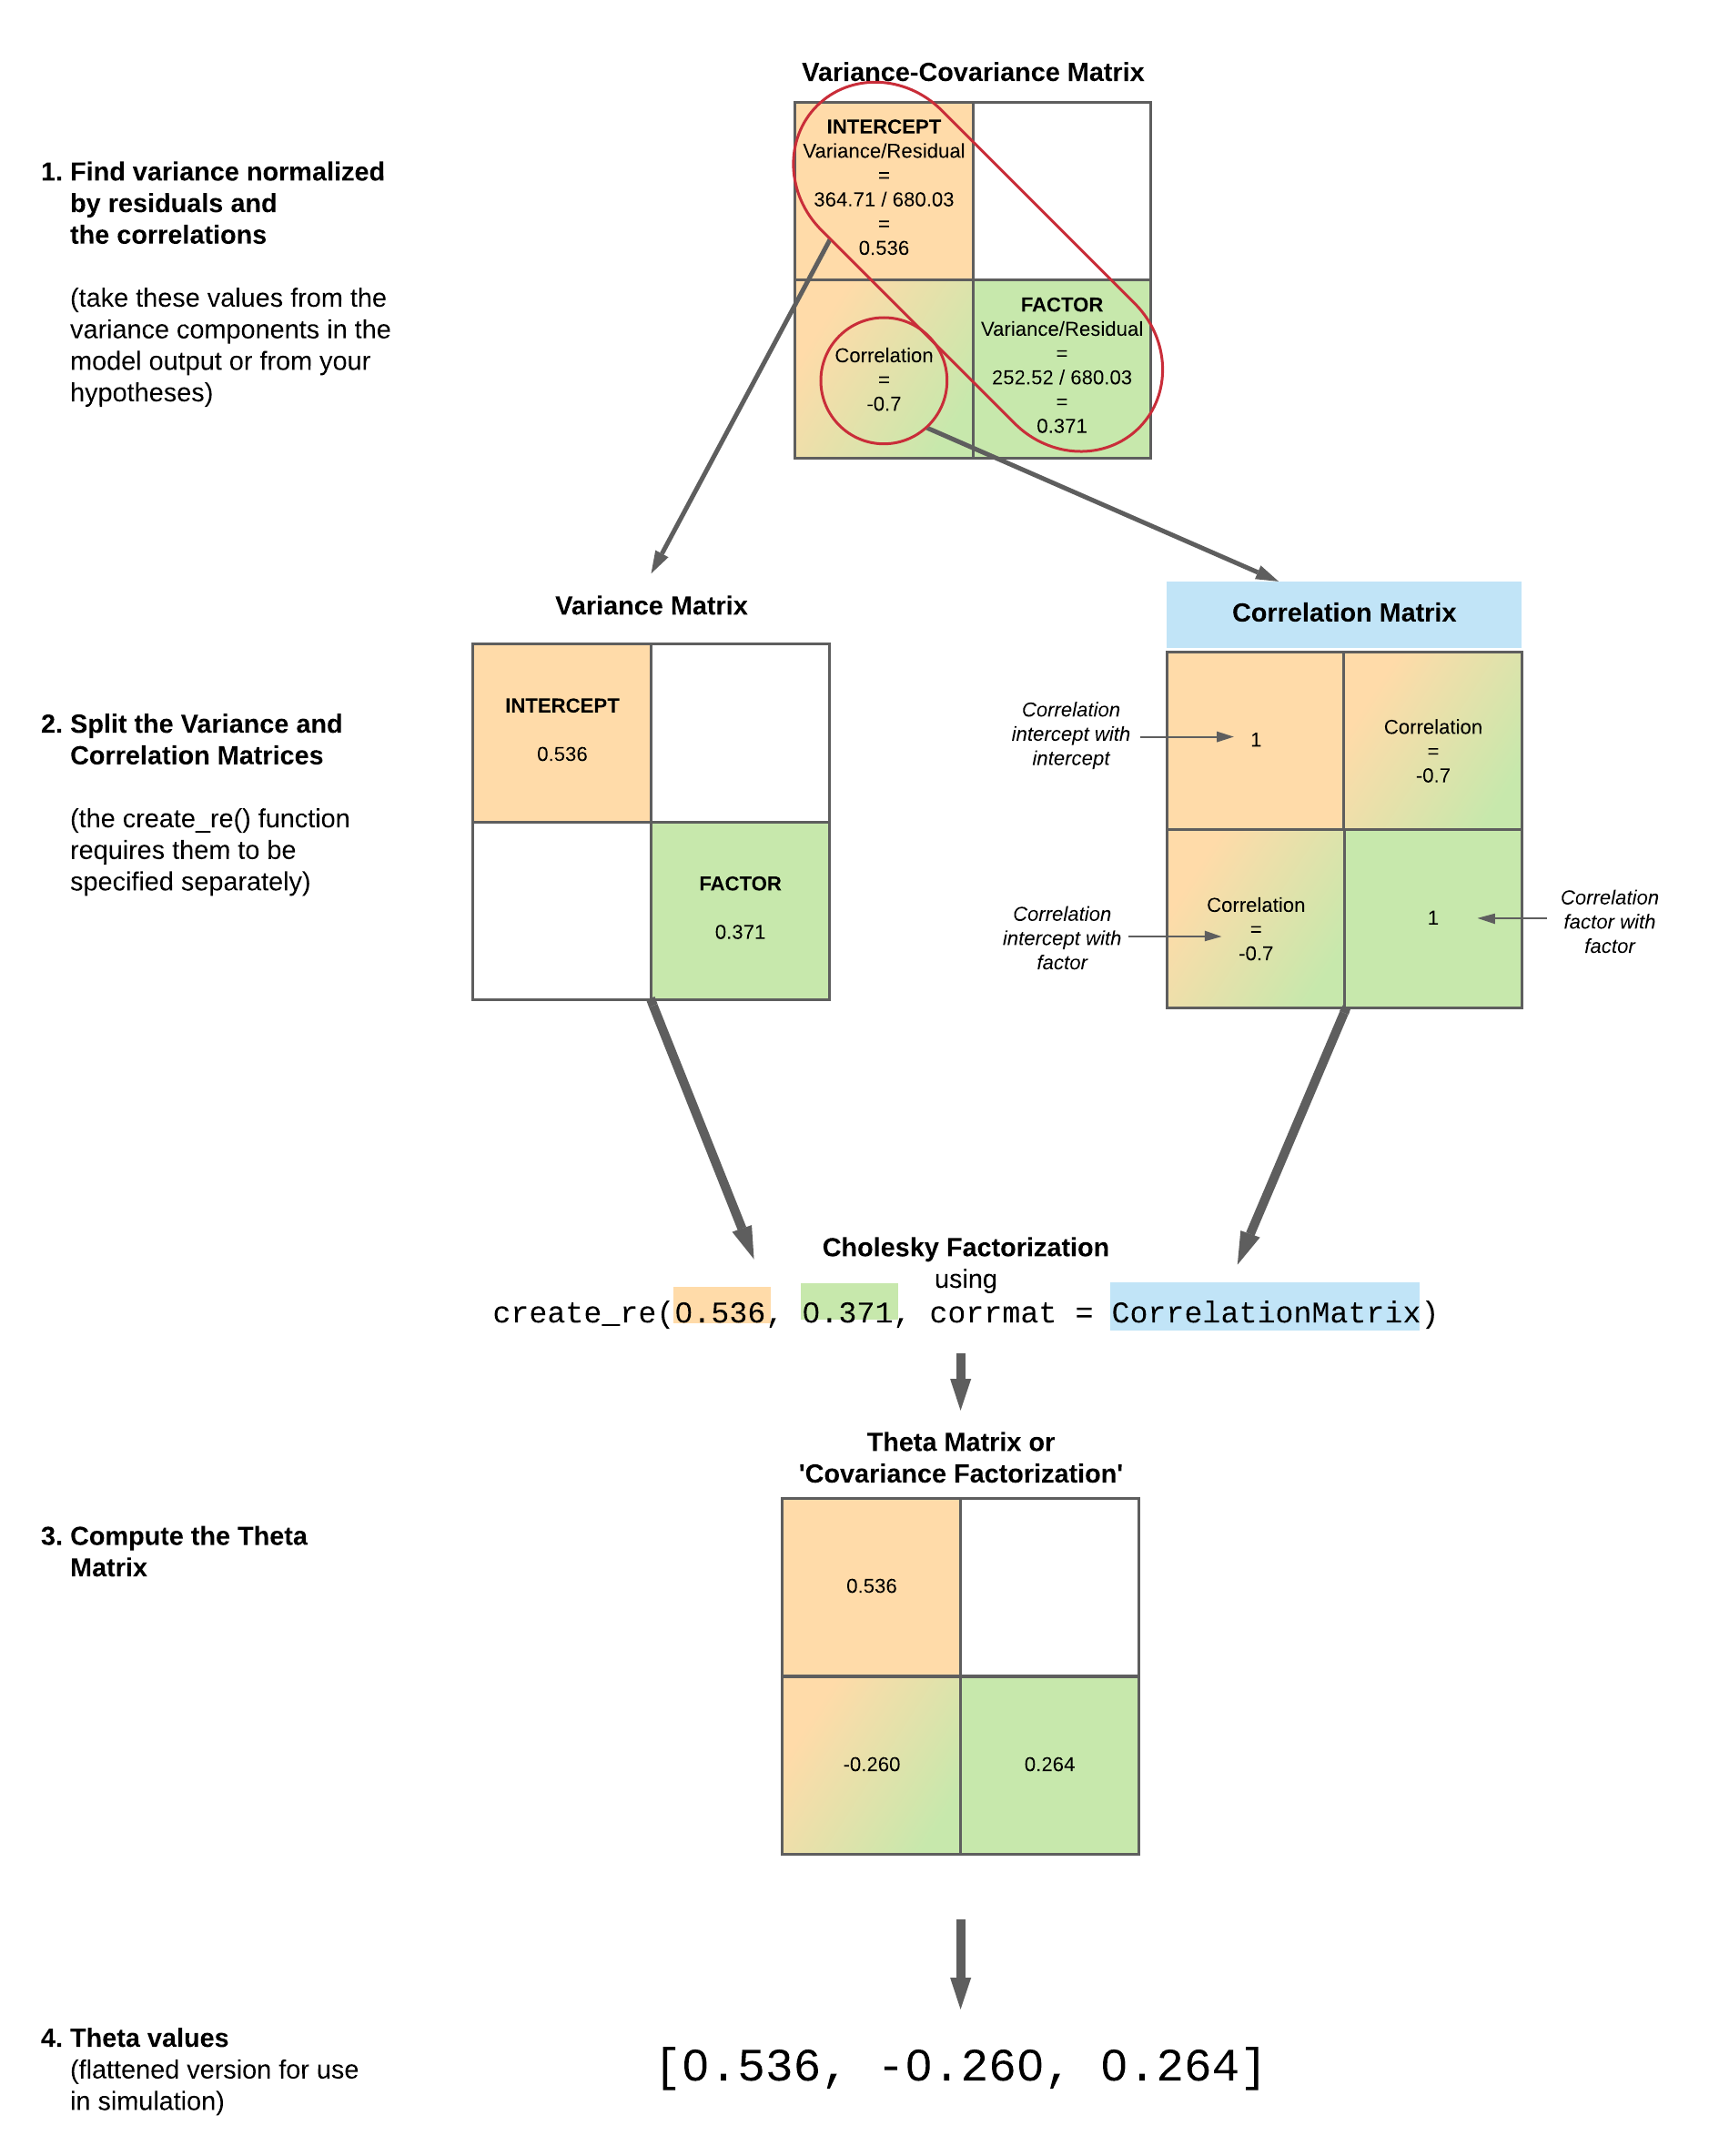 Variance-Covariance Matrix
1. Find variance normalized
by residuals and
the correlations
(take these values from the
variance components in the
model output or from your
hypotheses)
INTERCEPT
Variance/Residual
=
364.71 / 680.03
=
0.536
Correlation
=
-0.7
FACTOR
Variance/Residual
=
252.52 / 680.03
=
0.371
2. Split the Variance and
Correlation Matrices
(the create_re() function
requires them to be
specified separately)
Variance Matrix
INTERCEPT
0.536
FACTOR
0.371
Correlation Matrix
Correlation
intercept with
intercept
1
Correlation
=
-0.7
Correlation
intercept with
factor
Correlation
=
-0.7
1
Correlation
factor with
factor
Cholesky Factorization
using
create_re(0.536, 0.371, corrmat = CorrelationMatrix)
3. Compute the Theta
Matrix
Theta Matrix or
'Covariance Factorization'
0.536
-0.260
0.264
4. Theta values
(flattened version for use
in simulation)
[0.536, -0.260, 0.264]